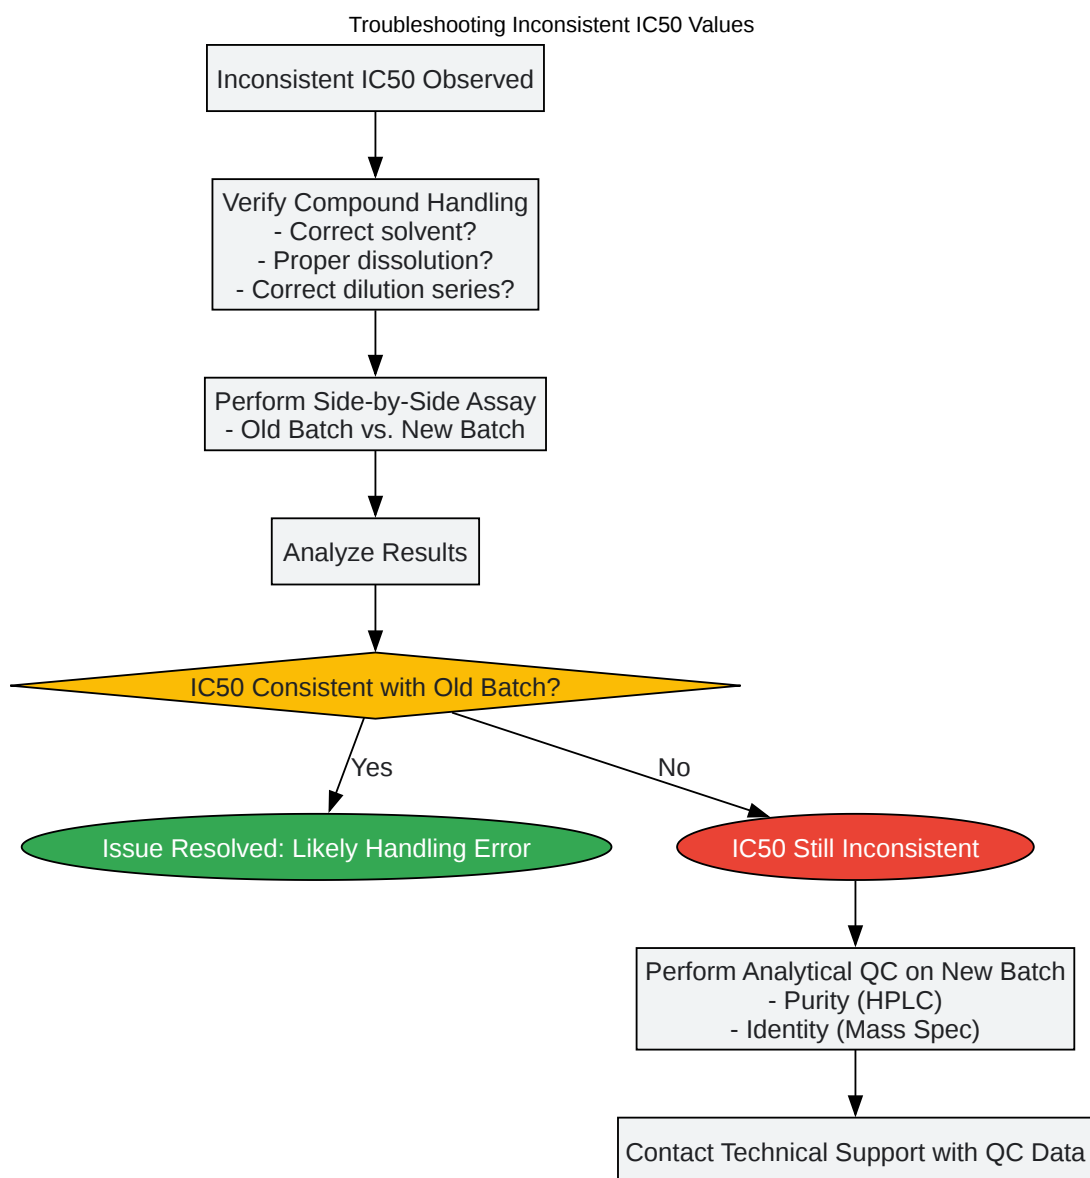 Troubleshooting Inconsistent IC50 Values
Inconsistent IC50 Observed
Verify Compound Handling
- Correct solvent?
- Proper dissolution?
- Correct dilution series?
Perform Side-by-Side Assay
- Old Batch vs. New Batch
Analyze Results
IC50 Consistent with Old Batch?
Yes
No
Issue Resolved: Likely Handling Error
IC50 Still Inconsistent
Perform Analytical QC on New Batch
- Purity (HPLC)
- Identity (Mass Spec)
Contact Technical Support with QC Data